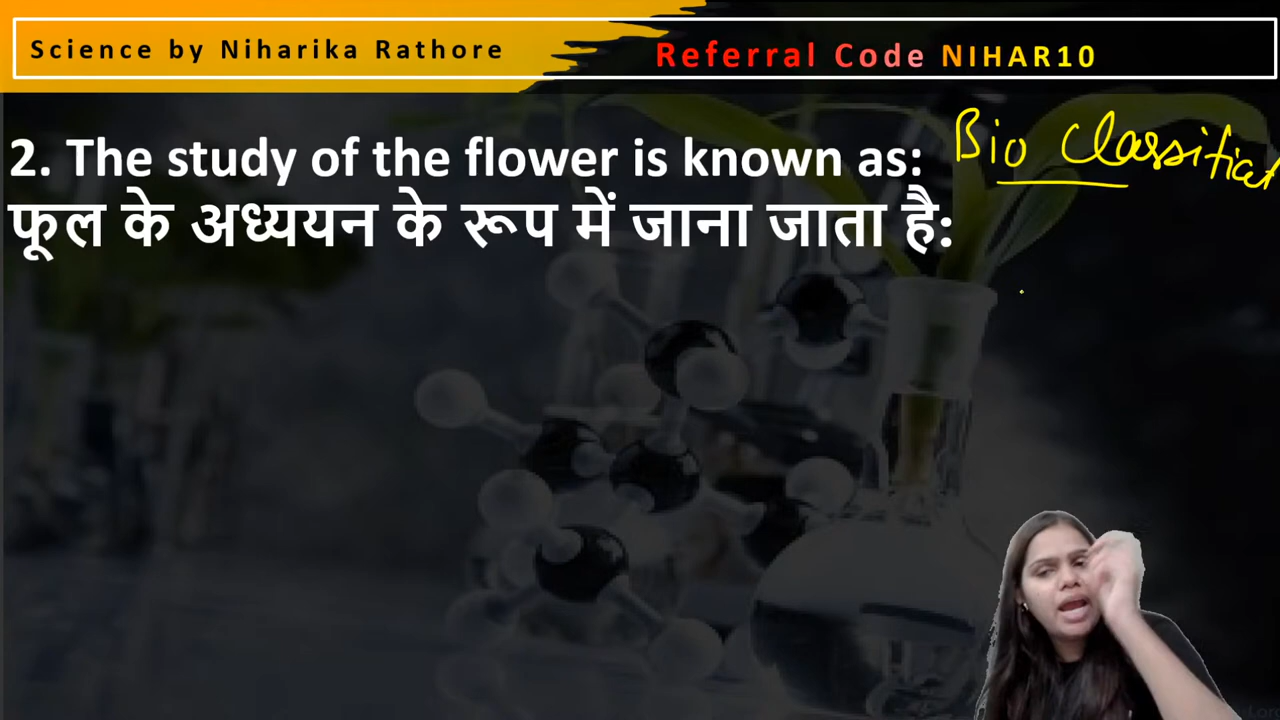 Science by Niharika Rathore
Referral Code NIHAR10
2. The study of the flower is known as:
Bio Classificat
फूल के अध्ययन के रूप में जाना जाता है: